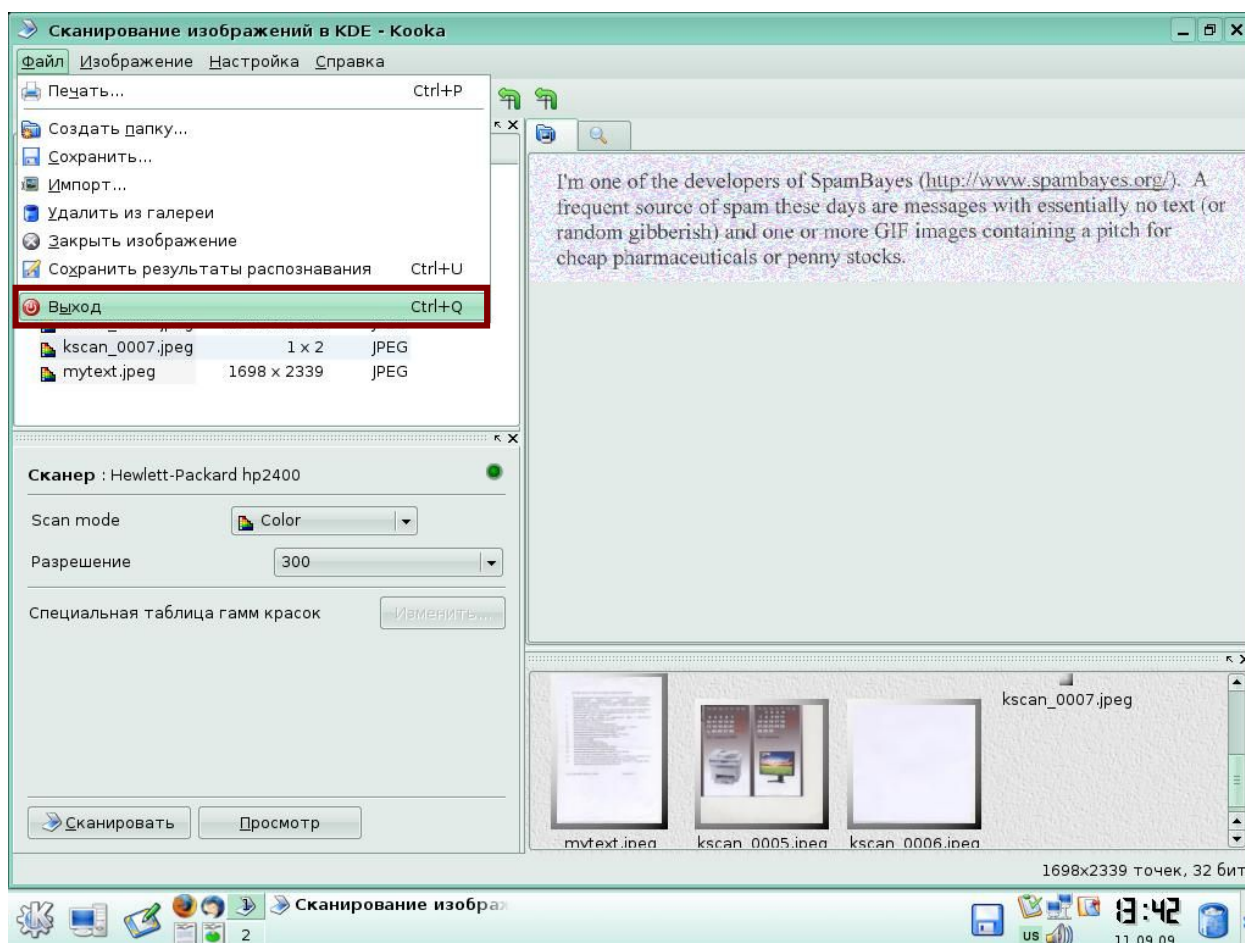 Сканирование изображений в KDE - Kooka
Файл Изображение Настройка Справка
Печать... Ctrl+P
Создать папку...
Сохранить...
Импорт...
Удалить из галереи
Закрыть изображение
Сохранить результаты распознавания Ctrl+U
Выход Ctrl+Q
kscan_0007.jpeg 1 x 2 JPEG
mytext.jpeg 1698 x 2339 JPEG
Сканер : Hewlett-Packard hp2400
Scan mode Color
Разрешение 300
Специальная таблица гамм красок Изменить...
Сканировать Просмотр
I'm one of the developers of SpamBayes (http://www.spambayes.org/). A
frequent source of spam these days are messages with essentially no text (or
random gibberish) and one or more GIF images containing a pitch for
cheap pharmaceuticals or penny stocks.
kscan_0007.jpeg
mytext.jpeg kscan_0005.jpeg kscan_0006.jpeg
1698x2339 точек, 32 бит
1
2
Сканирование изобра
US
13:42
11.09.09